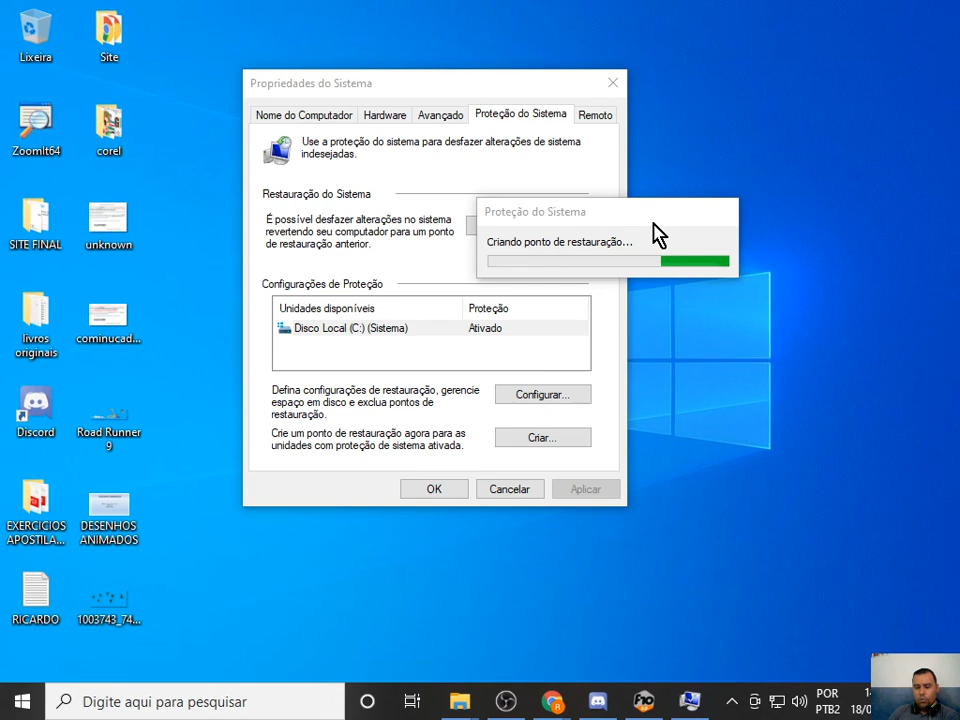 Lixeira
Site
ZoomIt64
corel
SITE FINAL
unknown
livros
originais
cominucad...
Discord
Road Runner
9
EXERCICIOS
APOSTILA...
DESENHOS
ANIMADOS
RICARDO
1003743_74...
Propriedades do Sistema
Nome do Computador
Hardware
Avançado
Proteção do Sistema
Remoto
Use a proteção do sistema para desfazer alterações de sistema
indesejadas.
Restauração do Sistema
É possível desfazer alterações no sistema
revertendo seu computador para um ponto
de restauração anterior.
Proteção do Sistema
Criando ponto de restauração...
Configurações de Proteção
Unidades disponíveis
Proteção
Disco Local (C:) (Sistema)
Ativado
Defina configurações de restauração, gerencie
espaço em disco e exclua pontos de
restauração.
Configurar...
Crie um ponto de restauração agora para as
unidades com proteção de sistema ativada.
Criar...
OK
Cancelar
Aplicar
Digite aqui para pesquisar
POR
PTB2